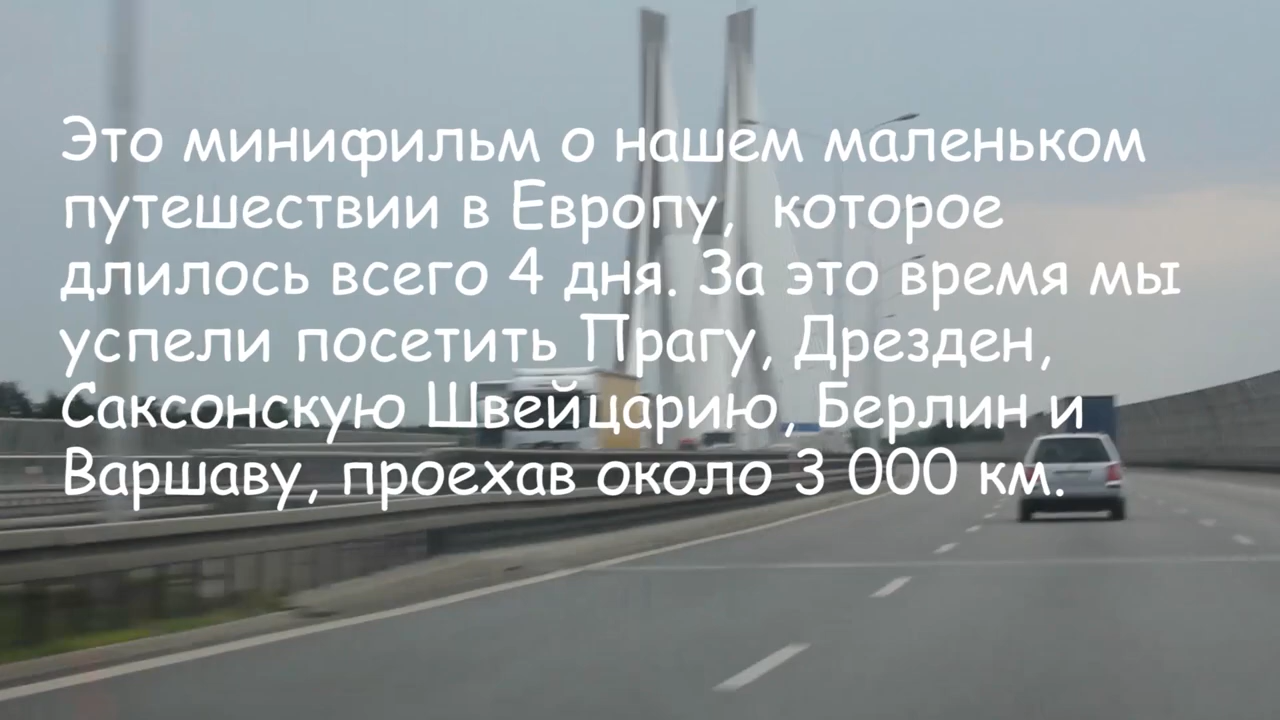 Это минифильм о нашем маленьком
путешествии в Европу, которое
длилось всего 4 дня. За это время мы
успели посетить Прагу, Дрезден,
Саксонскую Швейцарию, Берлин и
Варшаву, проехав около 3 000 км.